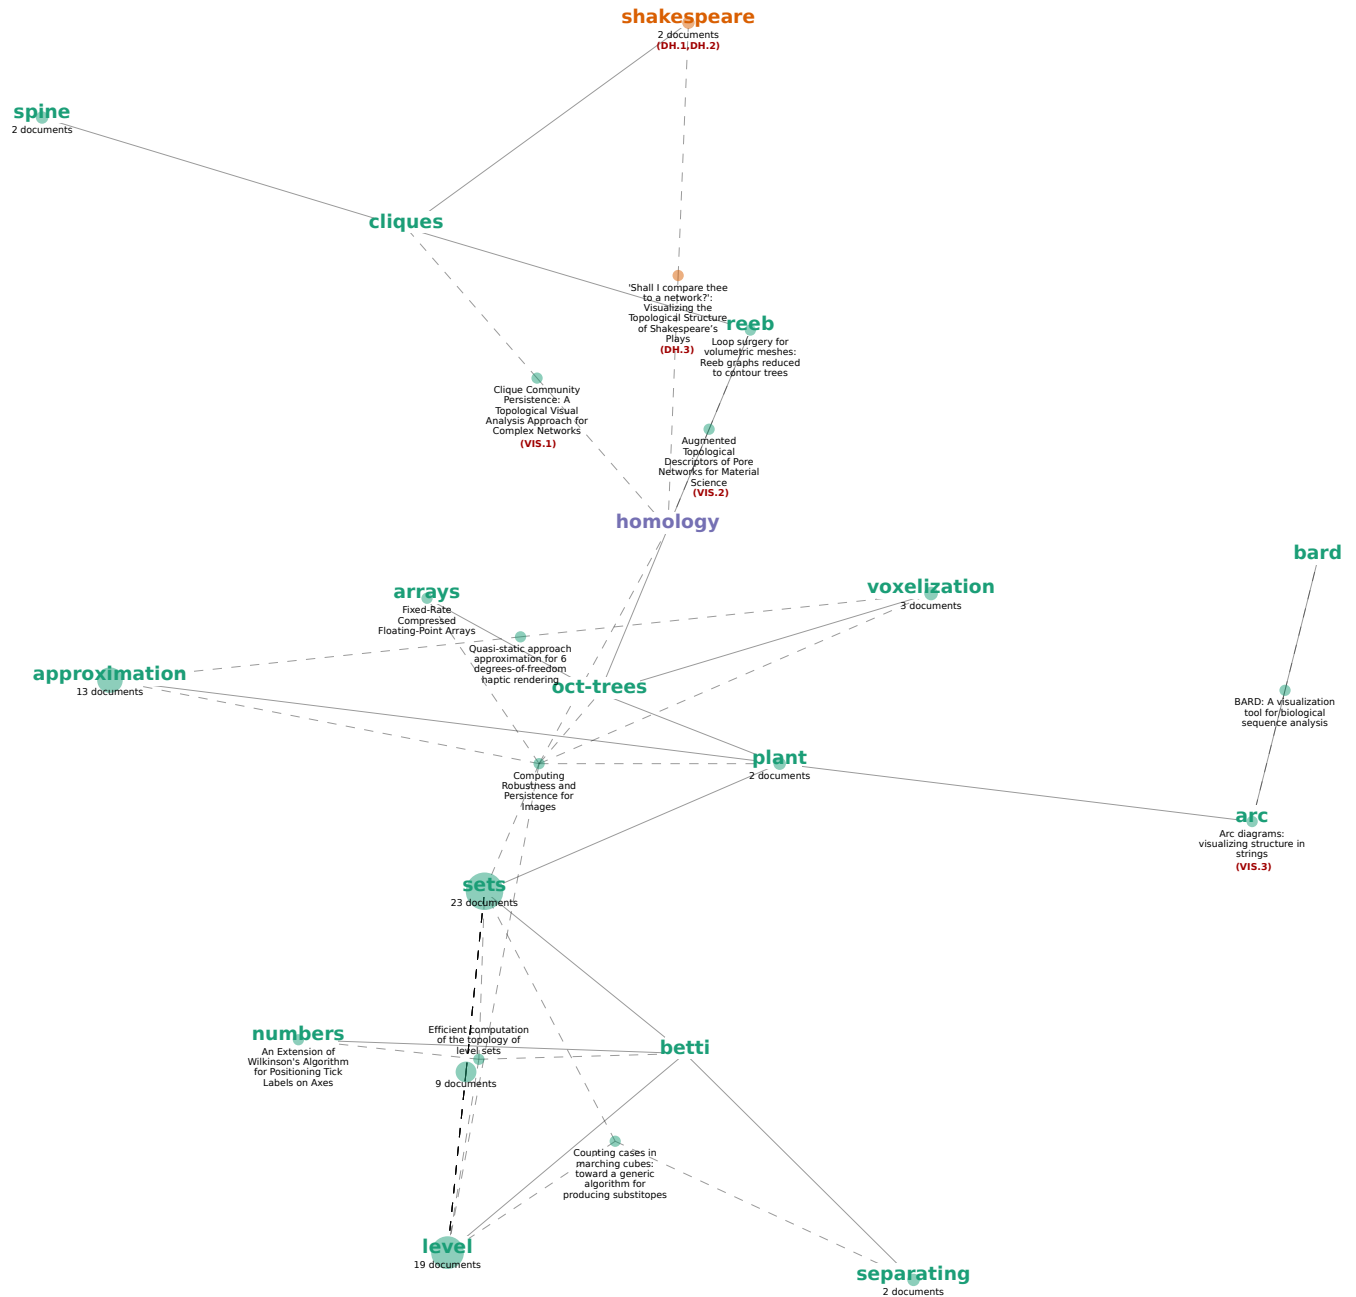 shakespeare
2 documents
(DH.1,DH.2)
spine
2 documents
cliques
'Shall I compare thee
to a network?':
Visualizing the
Topological Structure
of Shakespeare's
Plays
(DH.3)
reeb
Loop surgery for
volumetric meshes:
Reeb graphs reduced
to contour trees
Clique Community
Persistence: A
Topological Visual
Analysis Approach for
Complex Networks
(VIS.1)
Augmented
Topological
Descriptors of Pore
Networks for Material
Science
(VIS.2)
homology
bard
arrays
Fixed-Rate
Compressed
Floating-Point Arrays
voxelization
3 documents
Quasi-static approach
approximation for 6
degrees-of-freedom
haptic rendering
approximation
13 documents
oct-trees
BARD: A visualization
tool for biological
sequence analysis
plant
2 documents
Computing
Robustness and
Persistence for
Images
arc
Arc diagrams:
visualizing structure in
strings
(VIS.3)
sets
23 documents
numbers
An Extension of
Wilkinson's Algorithm
for Positioning Tick
Labels on Axes
Efficient computation
of the topology of
level sets
9 documents
betti
Counting cases in
marching cubes:
toward a generic
algorithm for
producing substitopes
level
19 documents
separating
2 documents